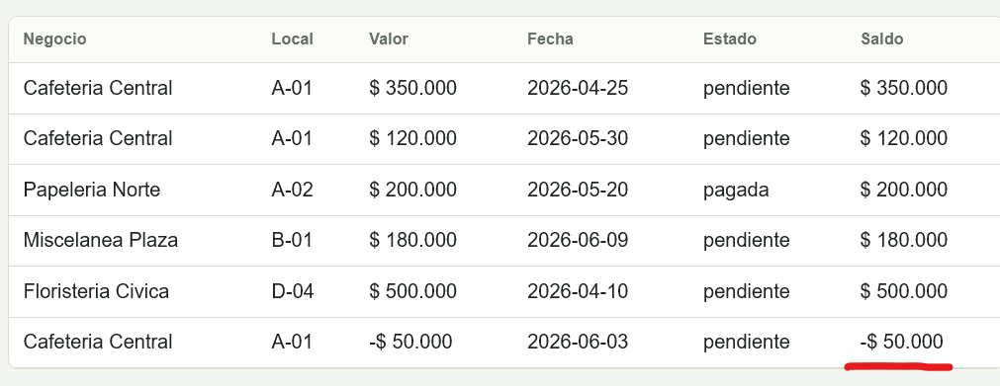 Negocio Local Valor Fecha Estado Saldo
Cafeteria Central A-01 $ 350.000 2026-04-25 pendiente $ 350.000
Cafeteria Central A-01 $ 120.000 2026-05-30 pendiente $ 120.000
Papeleria Norte A-02 $ 200.000 2026-05-20 pagada $ 200.000
Miscelanea Plaza B-01 $ 180.000 2026-06-09 pendiente $ 180.000
Floristeria Civica D-04 $ 500.000 2026-04-10 pendiente $ 500.000
Cafeteria Central A-01 -$ 50.000 2026-06-03 pendiente -$ 50.000